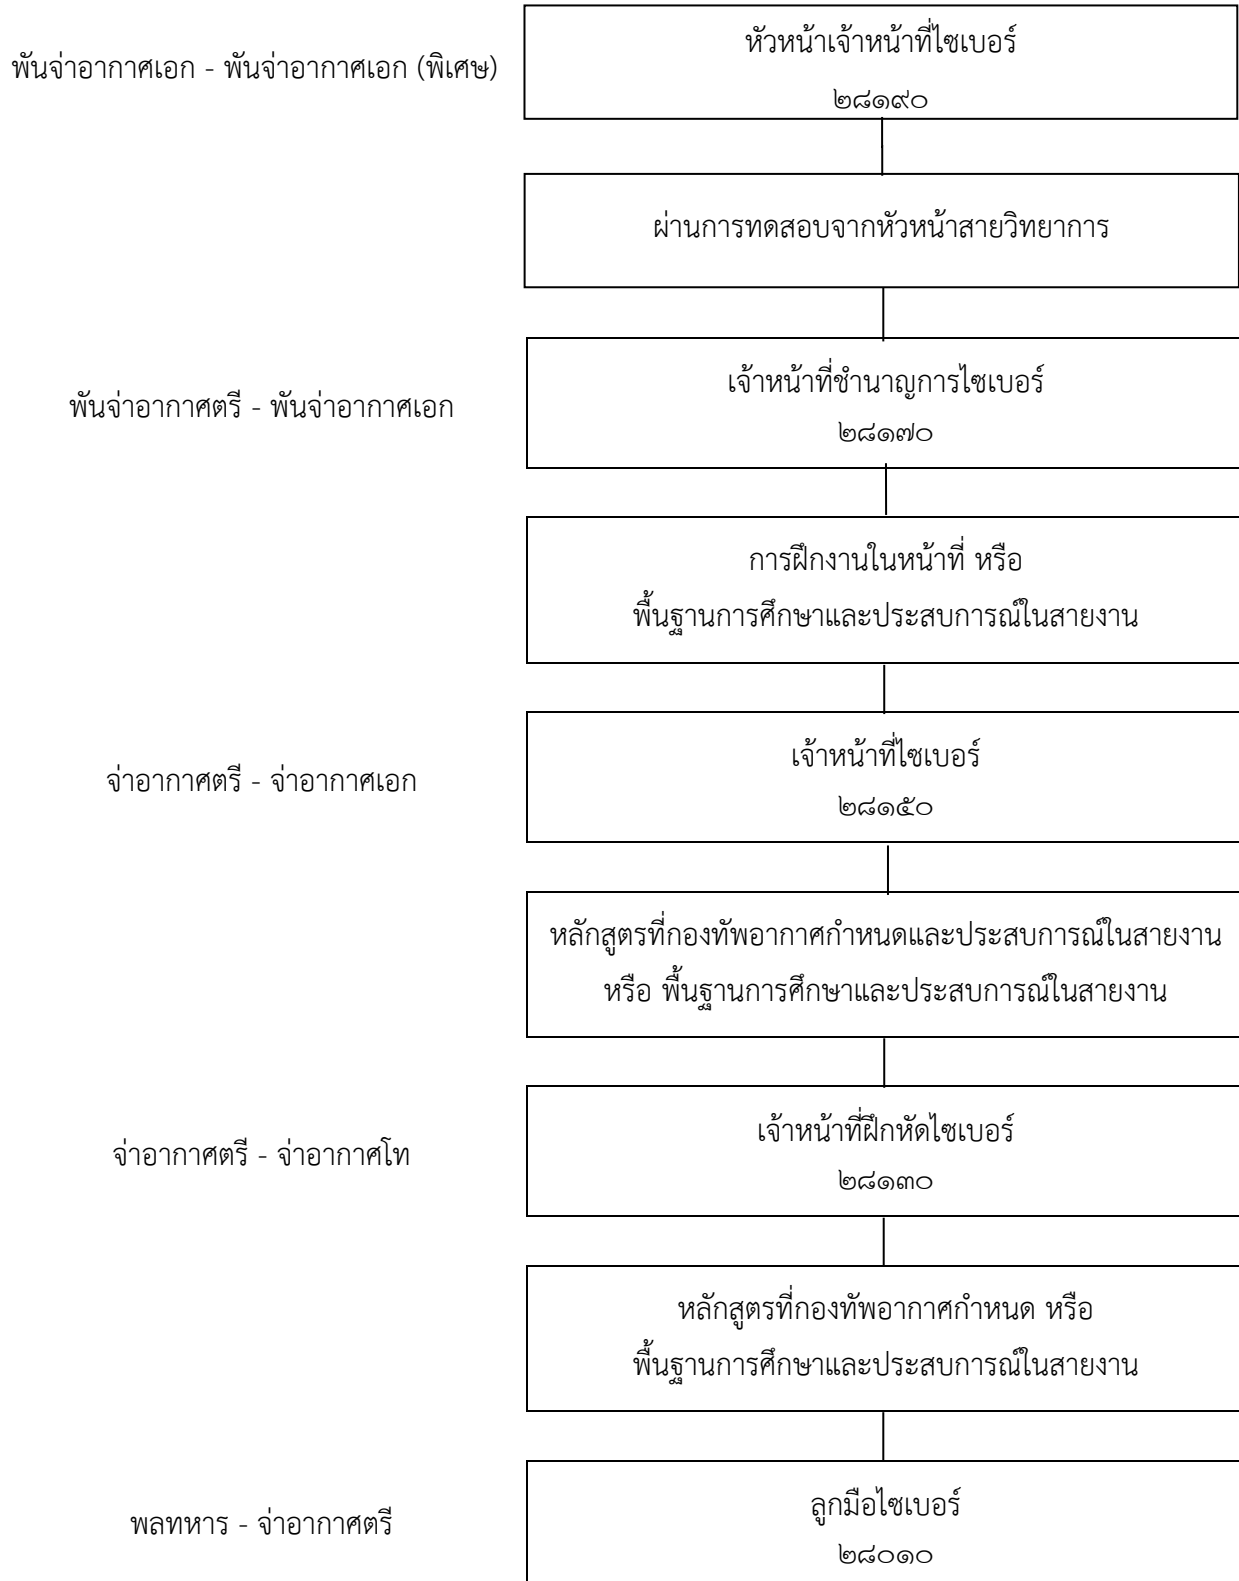 หัวหน้าเจ้าหน้าที่ไซเบอร์
พันจ่าอากาศเอก - พันจ่าอากาศเอก (พิเศษ)
๒๘๑๙๐
ผ่านการทดสอบจากหัวหน้าสายวิทยาการ
เจ้าหน้าที่ชำนาญการไซเบอร์
พันจ่าอากาศตรี - พันจ่าอากาศเอก
๒๘๑๗๐
การฝึกงานในหน้าที่ หรือ
พื้นฐานการศึกษาและประสบการณ์ในสายงาน
เจ้าหน้าที่ไซเบอร์
จ่าอากาศตรี - จ่าอากาศเอก
๒๘๑๕๐
หลักสูตรที่กองทัพอากาศกำหนดและประสบการณ์ในสายงาน
หรือ พื้นฐานการศึกษาและประสบการณ์ในสายงาน
เจ้าหน้าที่ฝึกหัดไซเบอร์
จ่าอากาศตรี - จ่าอากาศโท
๒๘๑๓๐
หลักสูตรที่กองทัพอากาศกำหนด หรือ
พื้นฐานการศึกษาและประสบการณ์ในสายงาน
ลูกมือไซเบอร์
พลทหาร - จ่าอากาศตรี
๒๘๐๑๐